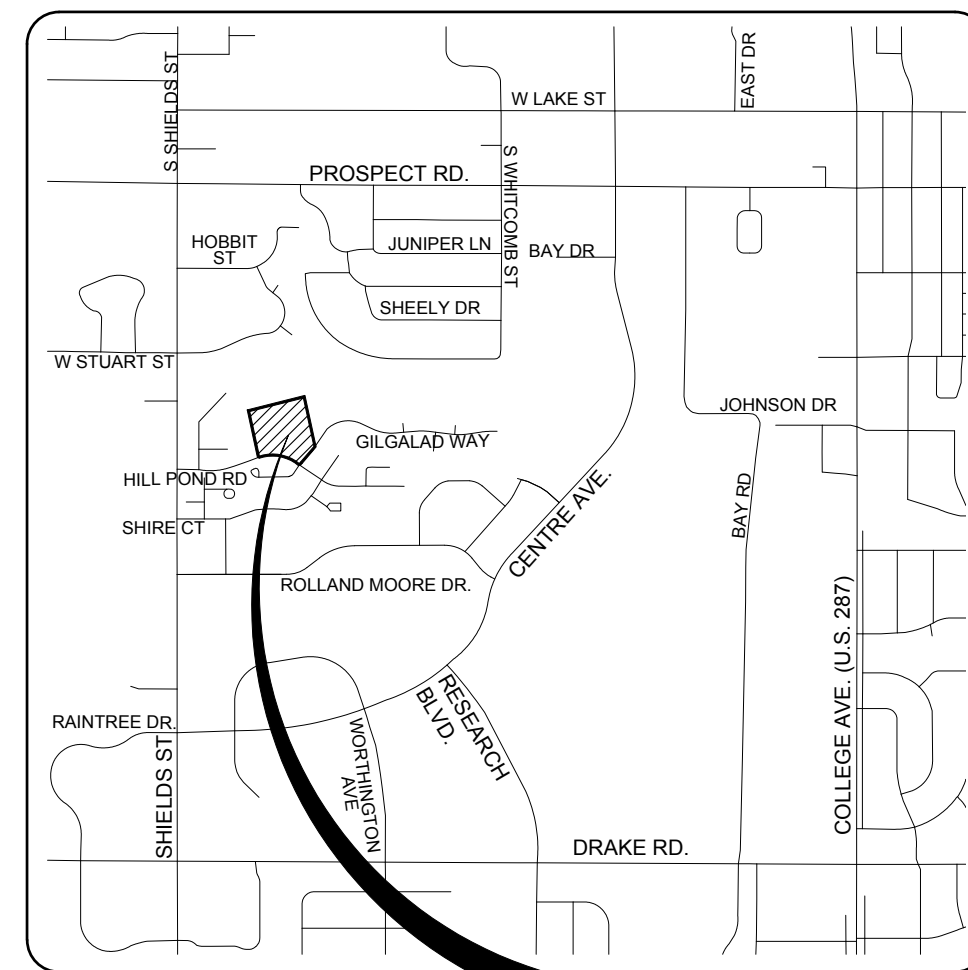 S SHIELDS ST
EAST DR
W LAKE ST
PROSPECT RD.
S WHITCOMB ST
HOBBIT
ST
JUNIPER LN
BAY DR
SHEELY DR
W STUART ST
JOHNSON DR
GILGALAD WAY
HILL POND RD
SHIRE CT
CENTRE AVE.
BAY RD
ROLLAND MOORE DR.
COLLEGE AVE. (U.S. 287)
RESEARCH
BLVD.
RAINTREE DR.
SHIELDS ST
WORTHINGTON
AVE
DRAKE RD.